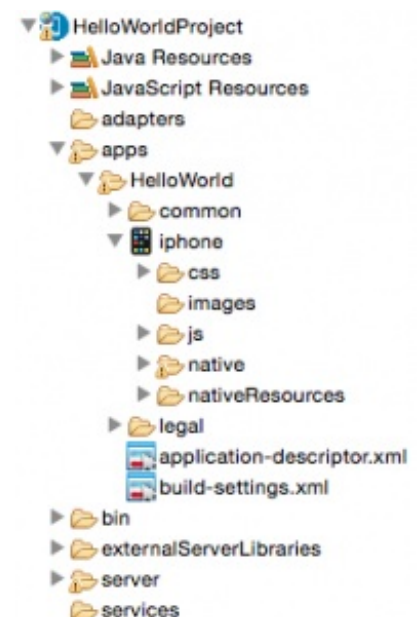 HelloWorldProject
Java Resources
JavaScript Resources
adapters
apps
HelloWorld
common
iphone
css
images
js
native
nativeResources
legal
application-descriptor.xml
build-settings.xml
bin
externalServerLibraries
server
services